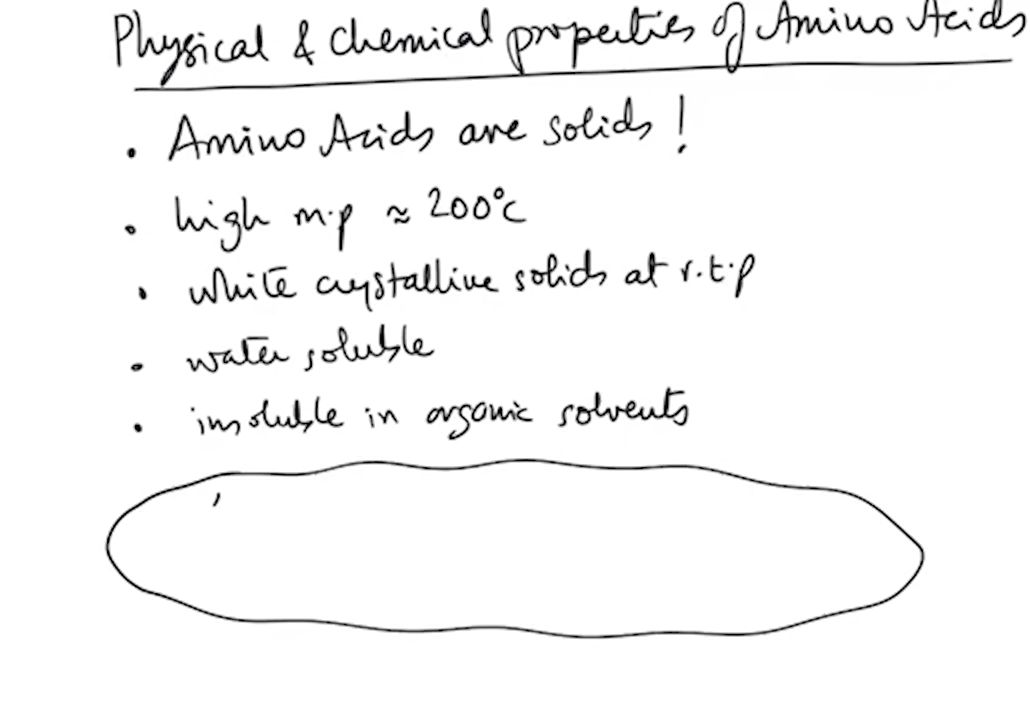 Physical & Chemical properties of Amino Acids
• Amino Acids are solids!
• high m.p ≈ 200°C
• white crystalline solids at r.t.p
• water soluble
• insoluble in organic solvents